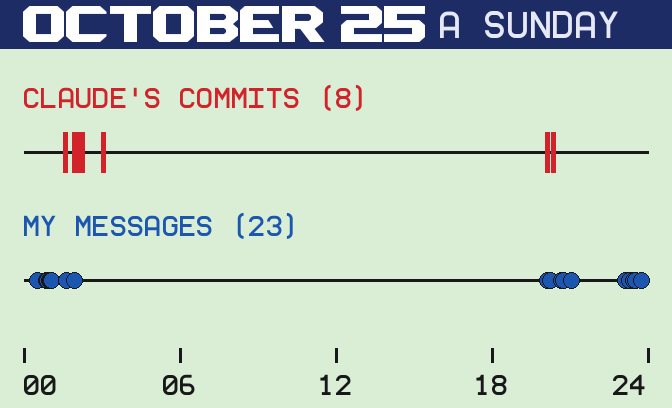 OCTOBER 25 A SUNDAY
CLAUDE'S COMMITS (8)
MY MESSAGES (23)
00 06 12 18 24